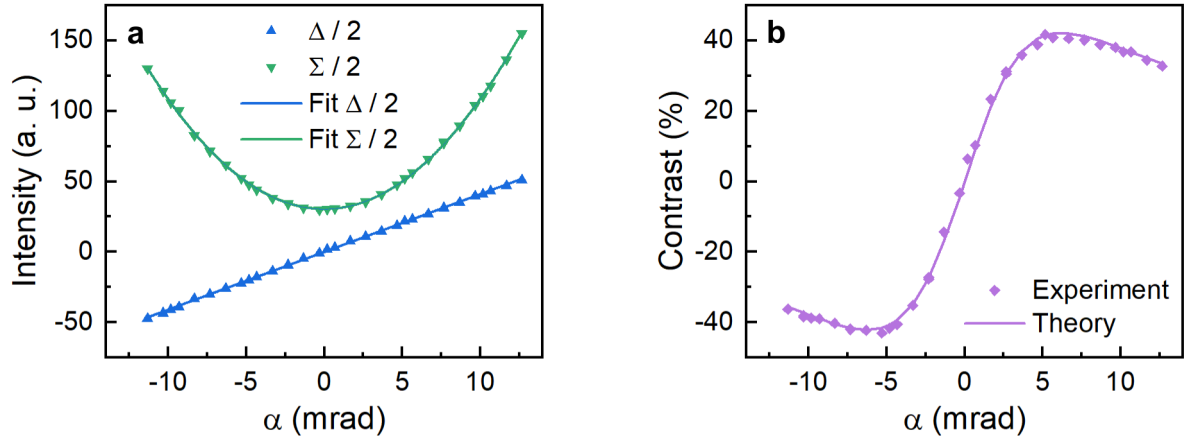 a
Δ / 2
Σ / 2
Fit Δ / 2
Fit Σ / 2
150
100
50
0
-50
Intensity (a. u.)
-10 -5 0 5 10
α (mrad)
b
40
20
0
-20
-40
Contrast (%)
Experiment
Theory
-10 -5 0 5 10
α (mrad)